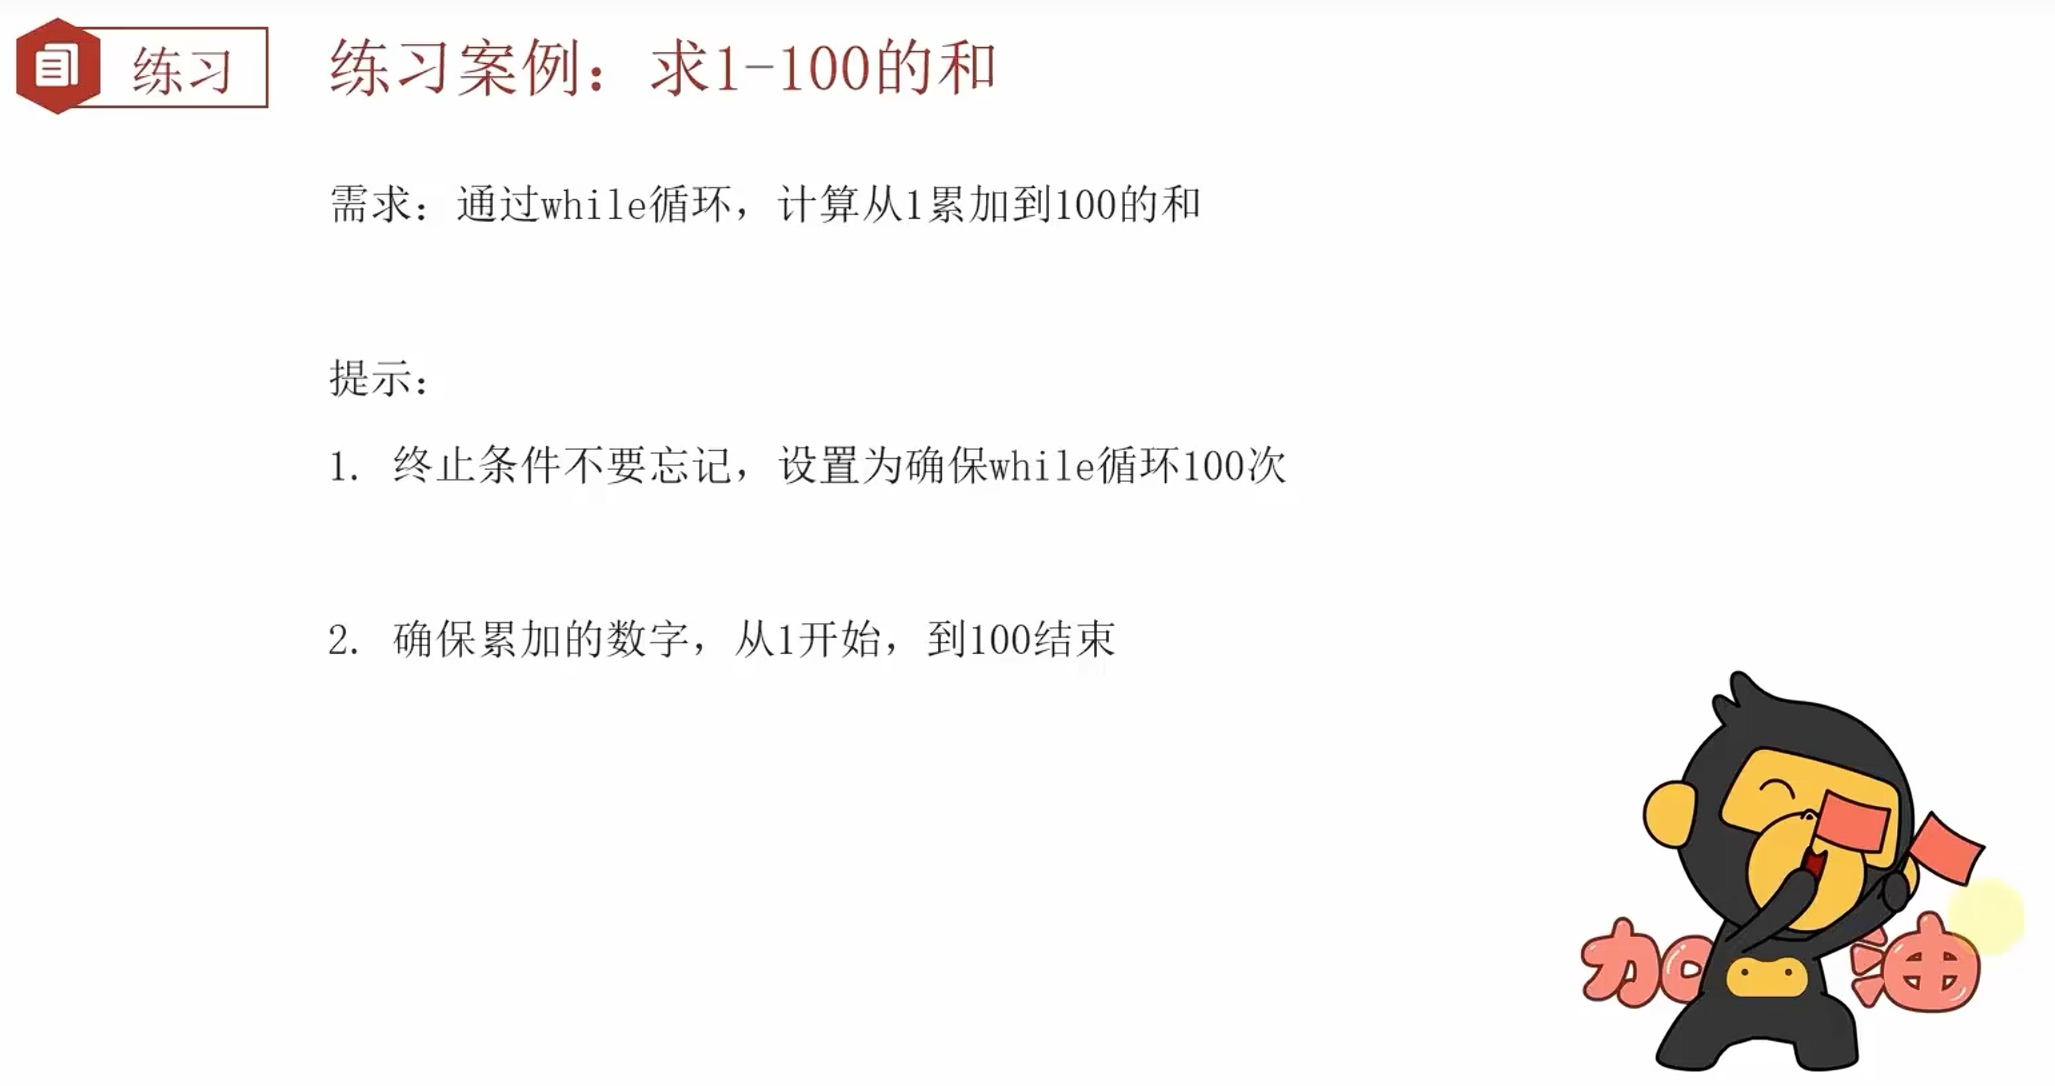 练习
练习案例：求1-100的和
需求：通过while循环，计算从1累加到100的和
提示：
1. 终止条件不要忘记，设置为确保while循环100次
2. 确保累加的数字，从1开始，到100结束
加油